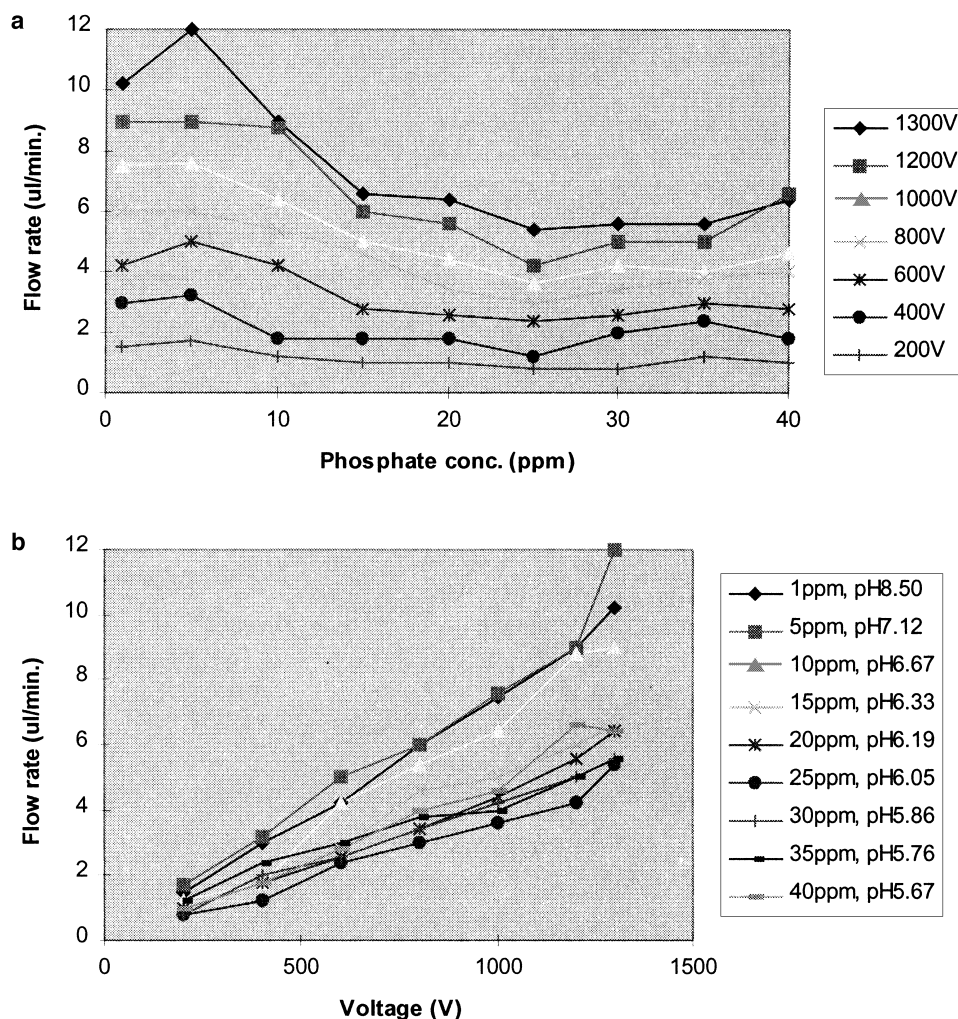 a
12
10
8
6
4
2
0
Flow rate (ul/min.)
0 10 20 30 40
Phosphate conc. (ppm)
1300V
1200V
1000V
800V
600V
400V
200V
b
12
10
8
6
4
2
0
Flow rate (ul/min.)
0 500 1000 1500
Voltage (V)
1ppm, pH8.50
5ppm, pH7.12
10ppm, pH6.67
15ppm, pH6.33
20ppm, pH6.19
25ppm, pH6.05
30ppm, pH5.86
35ppm, pH5.76
40ppm, pH5.67